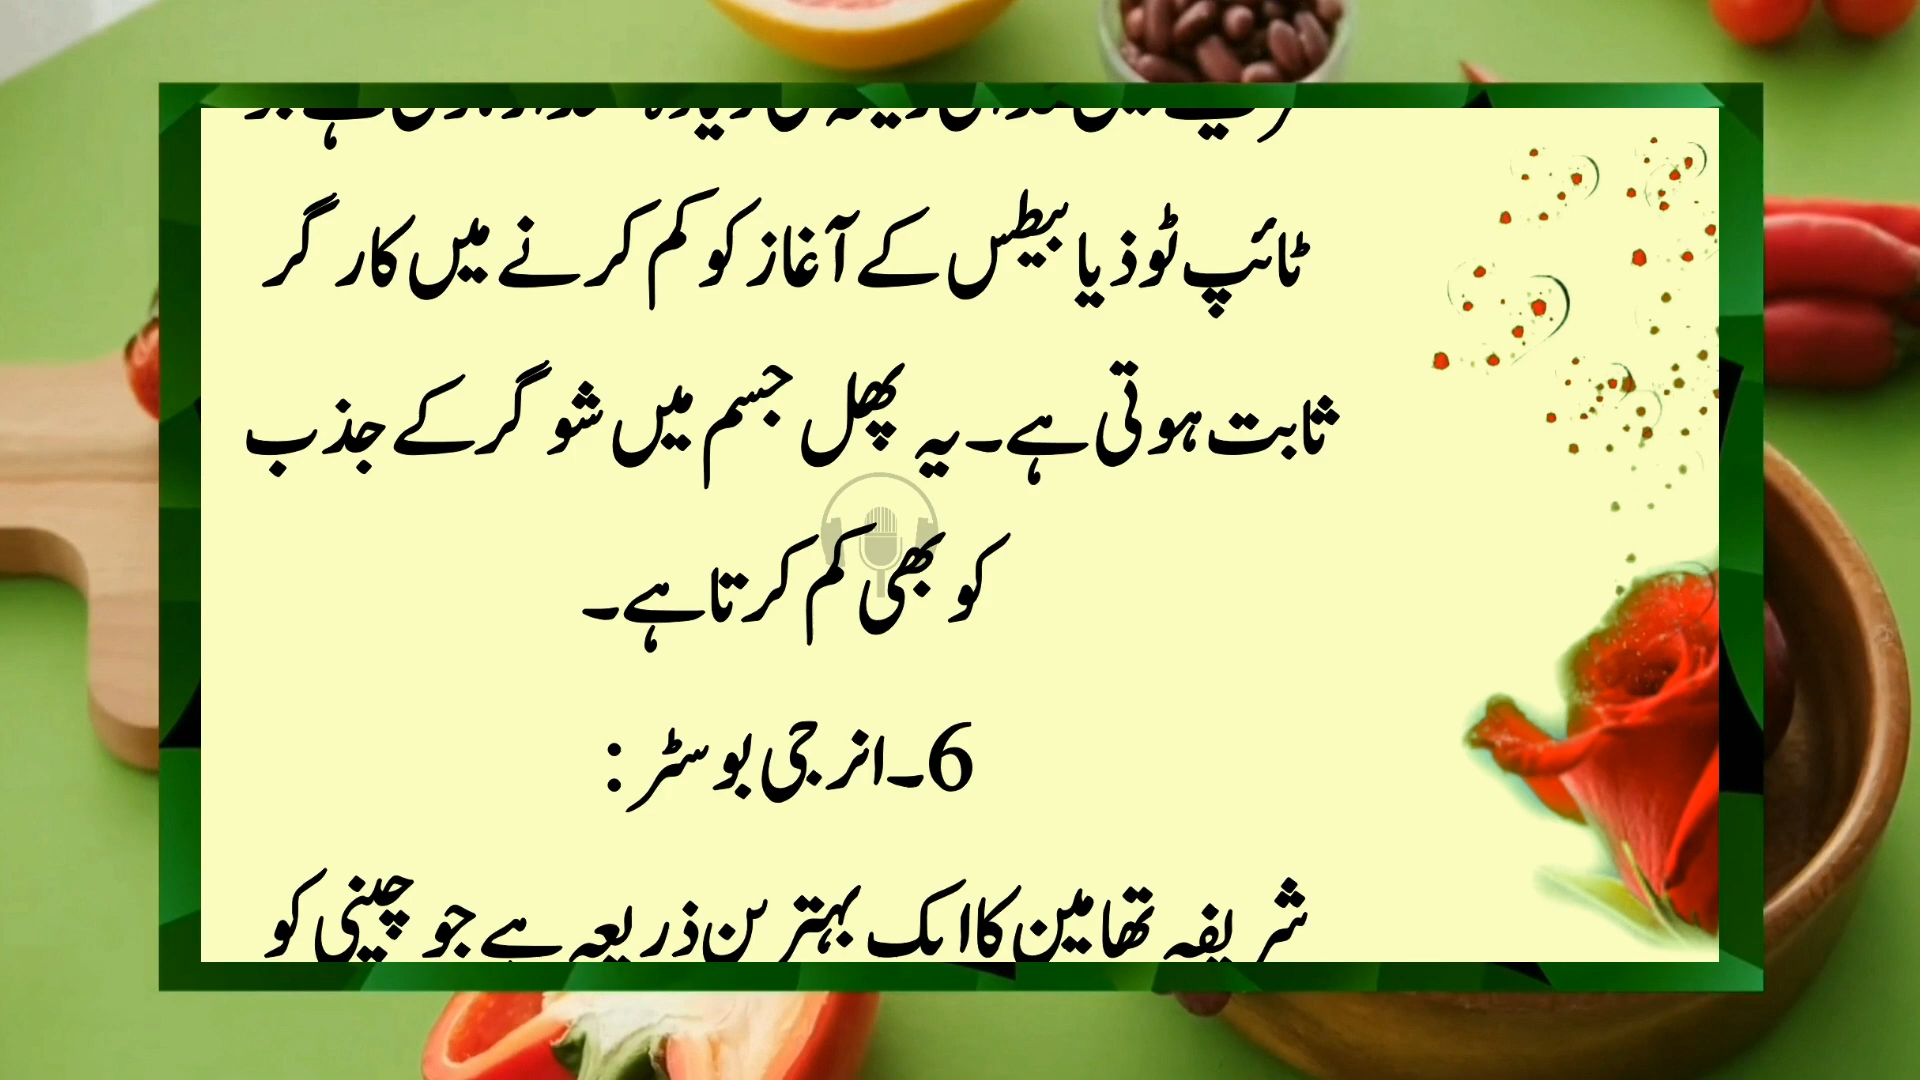 ٹائپ ٹو ذیابیطس کے آغاز کو کم کرنے میں کارگر
ثابت ہوتی ہے۔ یہ پھل جسم میں شوگر کے جذب
کو بھی کم کرتا ہے۔
6۔ انرجی بوسٹر:
شریفہ تھامین کا ایک بہترین ذریعہ ہے جو چینی کو